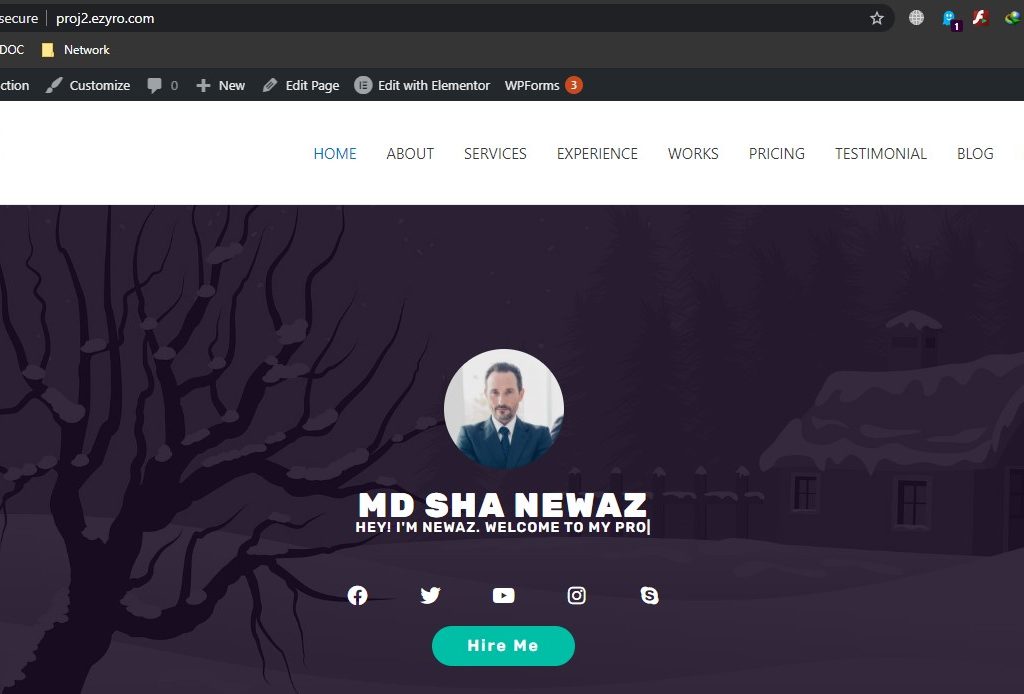 secure proj2.ezyro.com
1
DOC Network
ction Customize 0 New Edit Page Edit with Elementor WPForms 3
HOME ABOUT SERVICES EXPERIENCE WORKS PRICING TESTIMONIAL BLOG
MD SHA NEWAZ
HEY! I'M NEWAZ. WELCOME TO MY PRO|
Hire Me